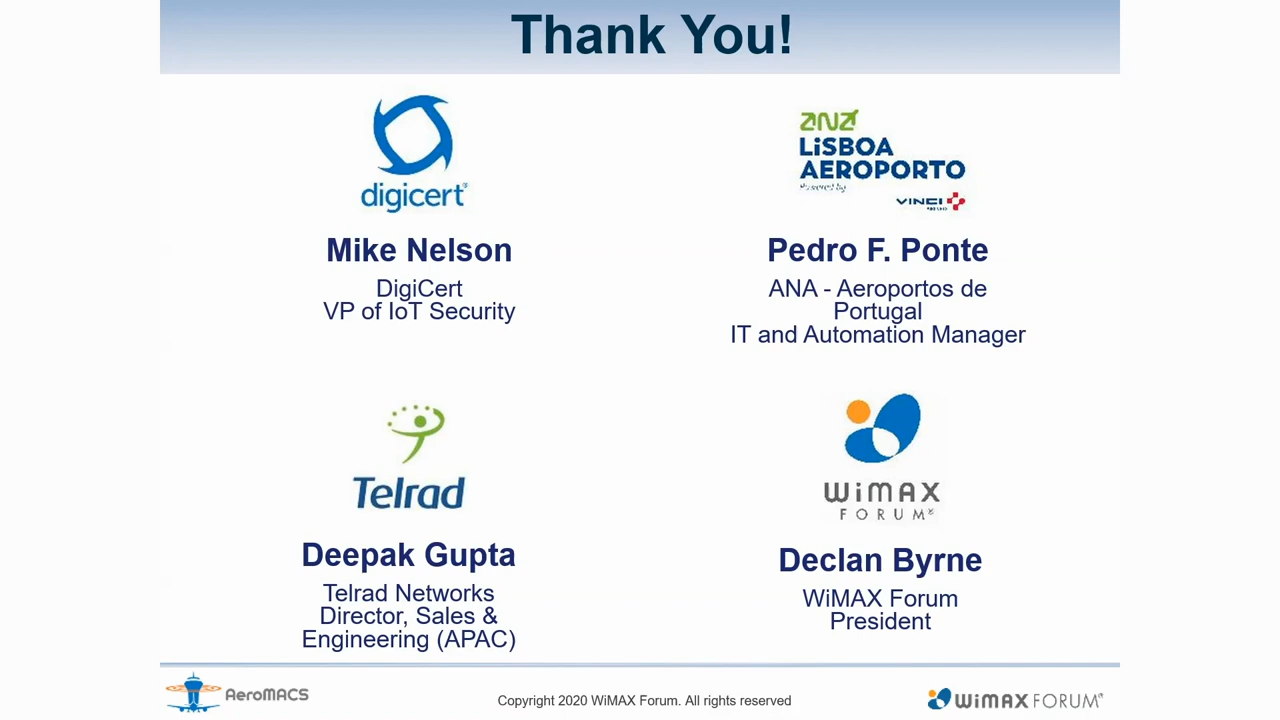 Thank You!
digicert®
Mike Nelson
DigiCert
VP of IoT Security
ANA
LiSBOA
AEROPORTO
Powered by
VINCI
Pedro F. Ponte
ANA - Aeroportos de
Portugal
IT and Automation Manager
Telrad
Deepak Gupta
Telrad Networks
Director, Sales &
Engineering (APAC)
WiMAX
FORUM®
Declan Byrne
WiMAX Forum
President
AeroMACS
Copyright 2020 WiMAX Forum. All rights reserved
WiMAX FORUM®